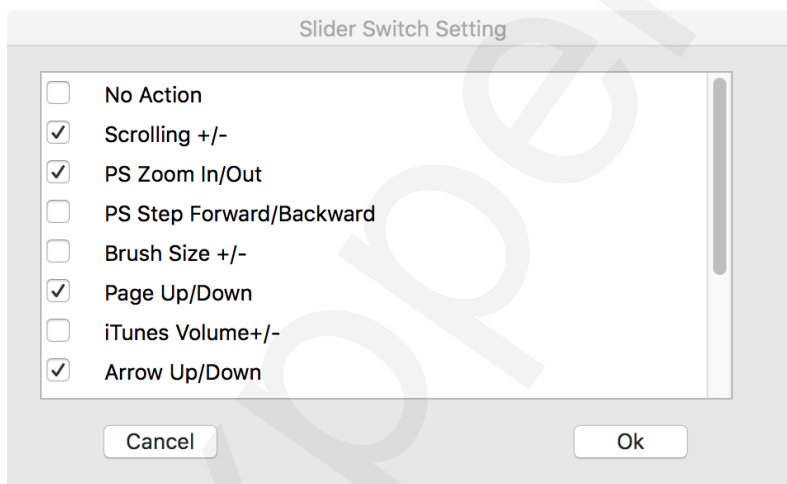 Slider Switch Setting
No Action
Scrolling +/-
PS Zoom In/Out
PS Step Forward/Backward
Brush Size +/-
Page Up/Down
iTunes Volume+/-
Arrow Up/Down
Cancel
Ok